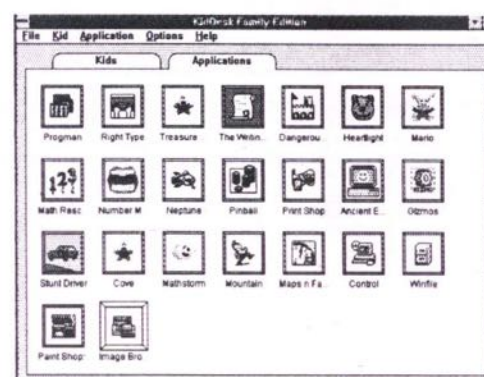 KidDesk Family Edition
File Kid Application Options Help
Kids Applications
Progman Right Type Treasure The Writin... Dangerou... Heartlight Mario
Math Resc Number M Neptune Pinball Print Shop Ancient E... Gizmos
Stunt Driver Cove Mathstorm Mountain Maps n Fa... Control Winfile
Paint Shop Image Bro